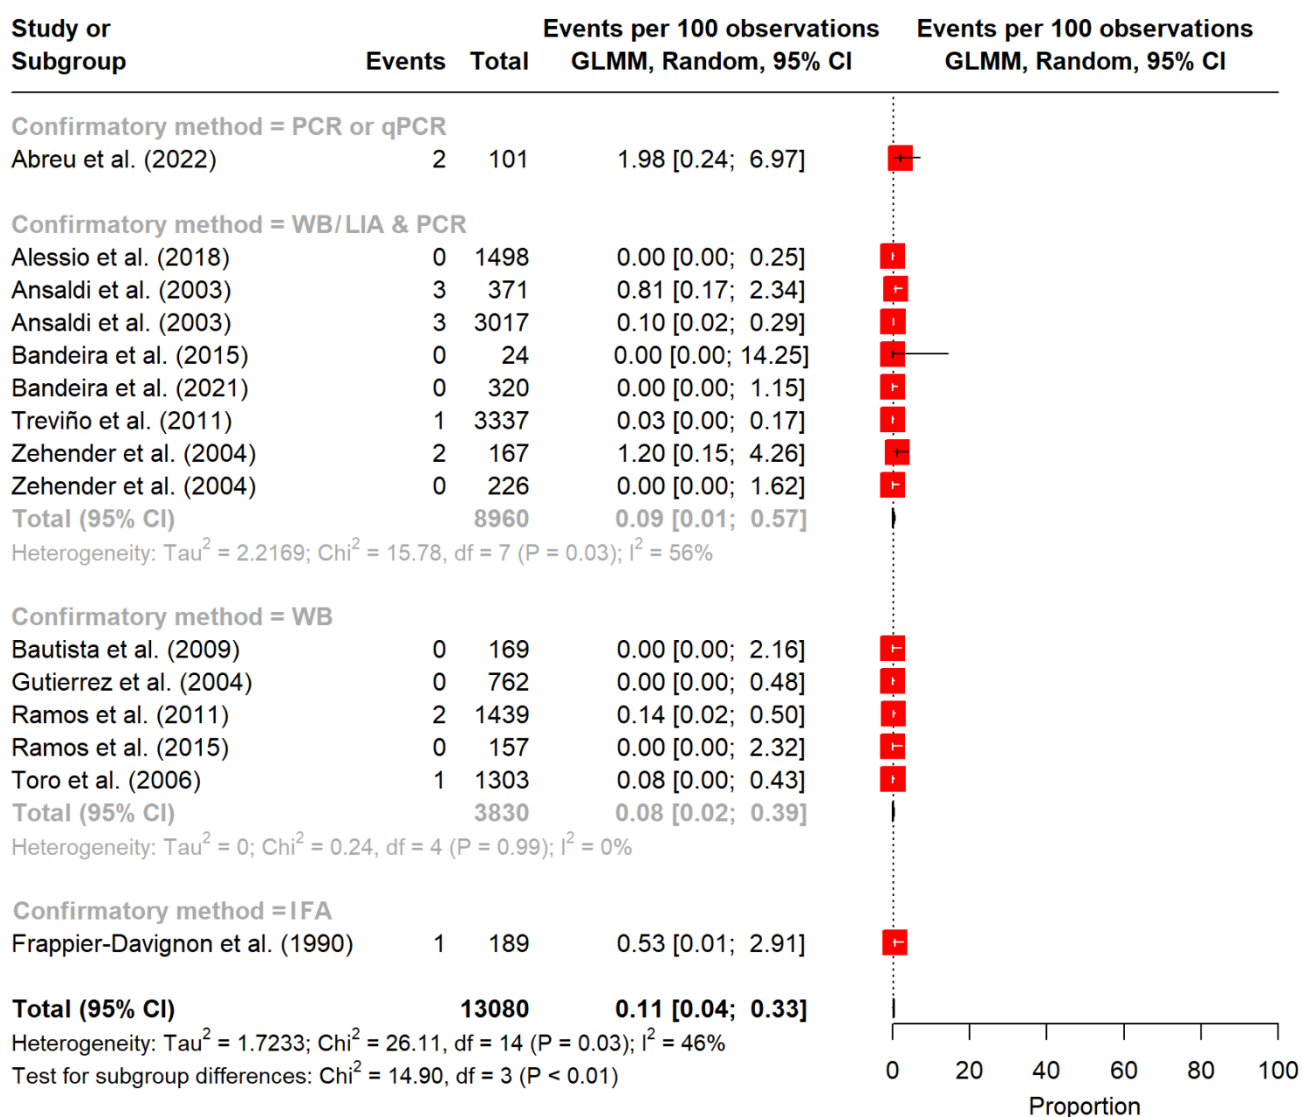 Study or Events per 100 observations Events per 100 observations
Subgroup Events Total GLMM, Random, 95% CI GLMM, Random, 95% CI
Confirmatory method = PCR or qPCR
Abreu et al. (2022) 2 101 1.98 [0.24; 6.97]
Confirmatory method = WB/LIA & PCR
Alessio et al. (2018) 0 1498 0.00 [0.00; 0.25]
Ansaldi et al. (2003) 3 371 0.81 [0.17; 2.34]
Ansaldi et al. (2003) 3 3017 0.10 [0.02; 0.29]
Bandeira et al. (2015) 0 24 0.00 [0.00; 14.25]
Bandeira et al. (2021) 0 320 0.00 [0.00; 1.15]
Treviño et al. (2011) 1 3337 0.03 [0.00; 0.17]
Zehender et al. (2004) 2 167 1.20 [0.15; 4.26]
Zehender et al. (2004) 0 226 0.00 [0.00; 1.62]
Total (95% CI) 8960 0.09 [0.01; 0.57]
Heterogeneity: Tau² = 2.2169; Chi² = 15.78, df = 7 (P = 0.03); I² = 56%
Confirmatory method = WB
Bautista et al. (2009) 0 169 0.00 [0.00; 2.16]
Gutierrez et al. (2004) 0 762 0.00 [0.00; 0.48]
Ramos et al. (2011) 2 1439 0.14 [0.02; 0.50]
Ramos et al. (2015) 0 157 0.00 [0.00; 2.32]
Toro et al. (2006) 1 1303 0.08 [0.00; 0.43]
Total (95% CI) 3830 0.08 [0.02; 0.39]
Heterogeneity: Tau² = 0; Chi² = 0.24, df = 4 (P = 0.99); I² = 0%
Confirmatory method =IFA
Frappier-Davignon et al. (1990) 1 189 0.53 [0.01; 2.91]
Total (95% CI) 13080 0.11 [0.04; 0.33]
Heterogeneity: Tau² = 1.7233; Chi² = 26.11, df = 14 (P = 0.03); I² = 46%
Test for subgroup differences: Chi² = 14.90, df = 3 (P < 0.01)
0 20 40 60 80 100
Proportion